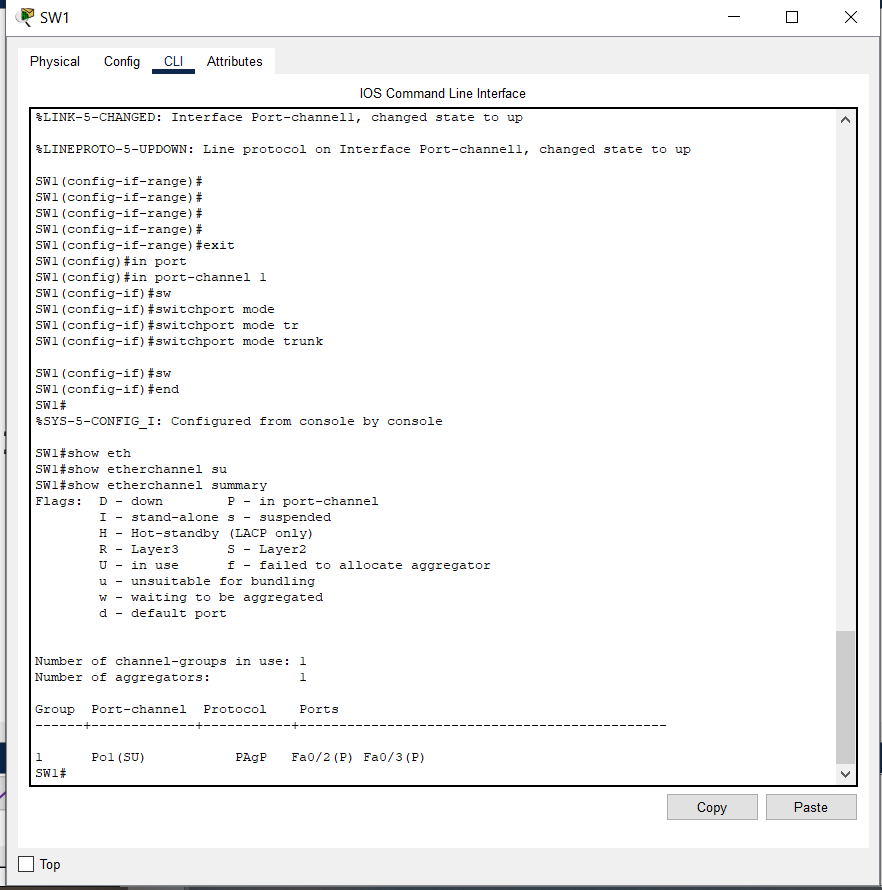 SW1
Physical Config CLI Attributes
IOS Command Line Interface
%LINK-5-CHANGED: Interface Port-channel1, changed state to up
%LINEPROTO-5-UPDOWN: Line protocol on Interface Port-channel1, changed state to up
SW1(config-if-range)#
SW1(config-if-range)#
SW1(config-if-range)#
SW1(config-if-range)#
SW1(config-if-range)#exit
SW1(config)#in port
SW1(config)#in port-channel 1
SW1(config-if)#sw
SW1(config-if)#switchport mode
SW1(config-if)#switchport mode tr
SW1(config-if)#switchport mode trunk
SW1(config-if)#sw
SW1(config-if)#end
SW1#
%SYS-5-CONFIG_I: Configured from console by console
SW1#show eth
SW1#show etherchannel su
SW1#show etherchannel summary
Flags:  D - down        P - in port-channel
        I - stand-alone s - suspended
        H - Hot-standby (LACP only)
        R - Layer3      S - Layer2
        U - in use      f - failed to allocate aggregator
        u - unsuitable for bundling
        w - waiting to be aggregated
        d - default port
Number of channel-groups in use: 1
Number of aggregators:           1
Group  Port-channel  Protocol    Ports
------+-------------+-----------+----------------------------------------------
1      Po1(SU)           PAgP   Fa0/2(P) Fa0/3(P)
SW1#
Copy Paste
Top